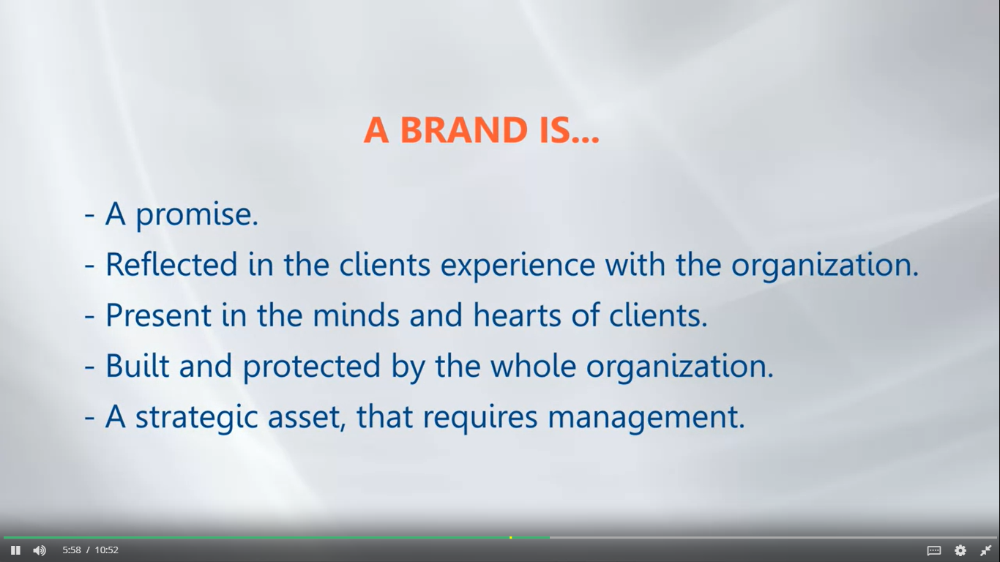 A BRAND IS...
- A promise.
- Reflected in the clients experience with the organization.
- Present in the minds and hearts of clients.
- Built and protected by the whole organization.
- A strategic asset, that requires management.
5:58 / 10:52